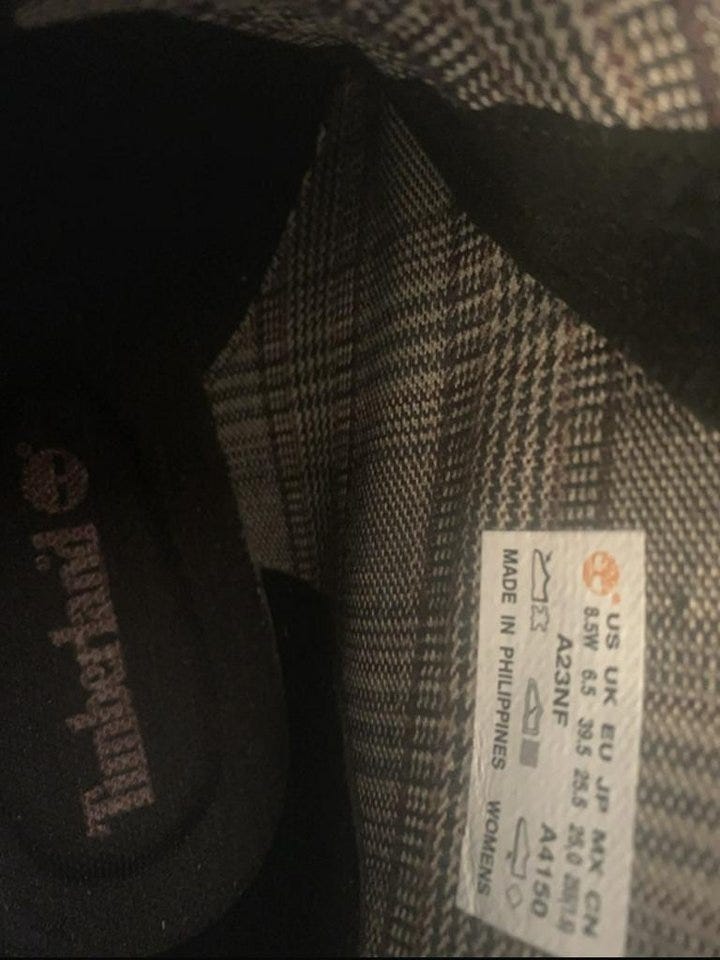 Timberland
US UK EU JP MX CN
8.5W 6.5 39.5 25.5 26.0
A23NF A4150
MADE IN PHILIPPINES WOMENS